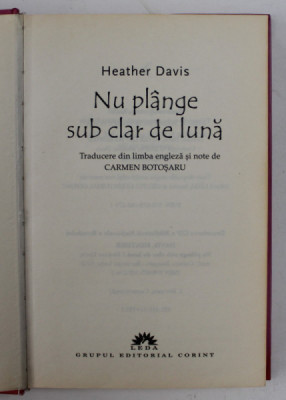 Heather Davis
Nu plânge
sub clar de lună
Traducere din limba engleză și note de
CARMEN BOTOȘARU
LEDA
GRUPUL EDITORIAL CORINT